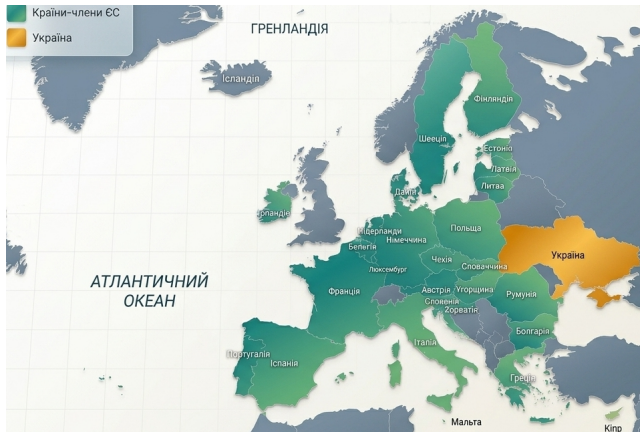 Країни-члени ЄС
Україна
ГРЕНЛАНДІЯ
Ісландія
Фінляндія
Швеція
Естонія
Латвія
Литва
Данія
Ірландія
Нідерланди
Бельгія
Німеччина
Польща
Люксембург
Чехія
Словаччина
Україна
АТЛАНТИЧНИЙ
ОКЕАН
Франція
Австрія
Угорщина
Словенія
Хорватія
Румунія
Болгарія
Італія
Португалія
Іспанія
Греція
Мальта
Кіпр